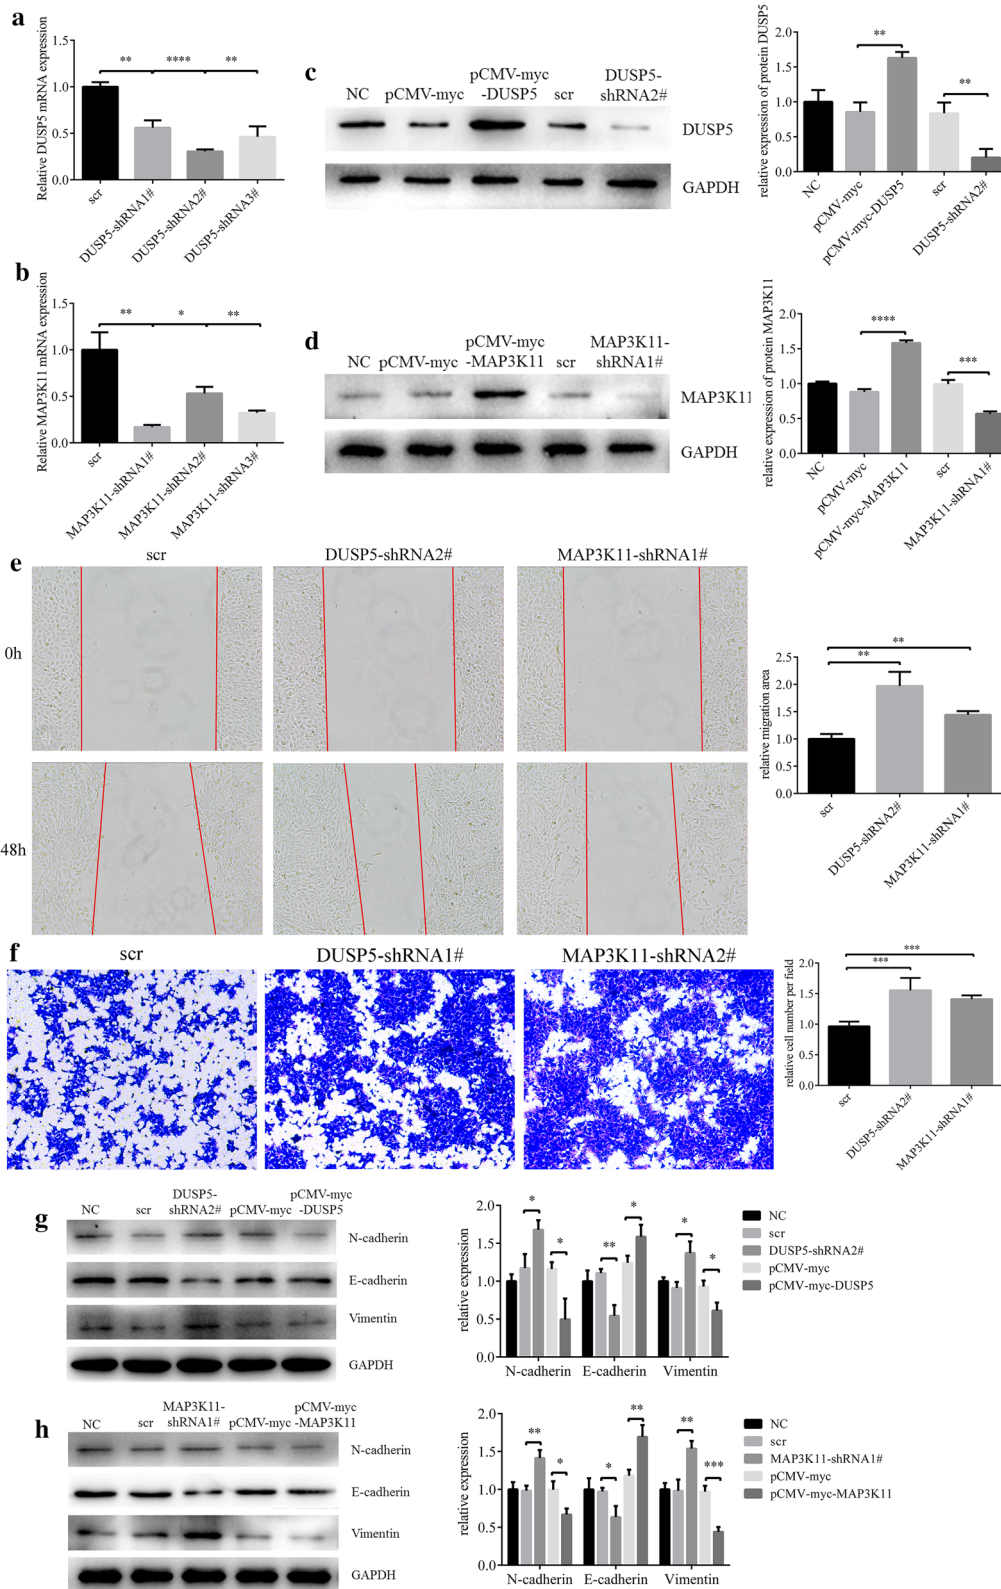 a
Relative DUSP5 mRNA expression
1.5
1.0
0.5
0.0
** **** **
scr
DUSP5-shRNA1#
DUSP5-shRNA2#
DUSP5-shRNA3#
c
NC
pCMV-myc
pCMV-myc
-DUSP5
scr
DUSP5-
shRNA2#
DUSP5
GAPDH
relative expression of protein DUSP5
2.0
1.5
1.0
0.5
0.0
**
**
NC
pCMV-myc
pCMV-myc-DUSP5
scr
DUSP5-shRNA2#
b
Relative MAP3K11 mRNA expression
1.5
1.0
0.5
0.0
** * **
scr
MAP3K11-shRNA1#
MAP3K11-shRNA2#
MAP3K11-shRNA3#
d
NC
pCMV-myc
pCMV-myc
-MAP3K11
scr
MAP3K11-
shRNA1#
MAP3K11
GAPDH
relative expression of protein MAP3K11
2.0
1.5
1.0
0.5
0.0
****
***
NC
pCMV-myc
pCMV-myc-MAP3K11
scr
MAP3K11-shRNA1#
e
scr
DUSP5-shRNA2#
MAP3K11-shRNA1#
0h
48h
relative migration area
2.5
2.0
1.5
1.0
0.5
0.0
**
**
scr
DUSP5-shRNA2#
MAP3K11-shRNA1#
f
scr
DUSP5-shRNA1#
MAP3K11-shRNA2#
relative cell number per field
2.0
1.5
1.0
0.5
0.0
***
***
scr
DUSP5-shRNA2#
MAP3K11-shRNA1#
g
NC
scr
DUSP5-
shRNA2#
pCMV-myc
pCMV-myc
-DUSP5
N-cadherin
E-cadherin
Vimentin
GAPDH
relative expression
2.0
1.5
1.0
0.5
0.0
* * ** * * *
N-cadherin E-cadherin Vimentin
NC
scr
DUSP5-shRNA2#
pCMV-myc
pCMV-myc-DUSP5
h
NC
scr
MAP3K11-
shRNA1#
pCMV-myc
pCMV-myc
-MAP3K11
N-cadherin
E-cadherin
Vimentin
GAPDH
relative expression
2.0
1.5
1.0
0.5
0.0
** * * ** ** ***
N-cadherin E-cadherin Vimentin
NC
scr
MAP3K11-shRNA1#
pCMV-myc
pCMV-myc-MAP3K11